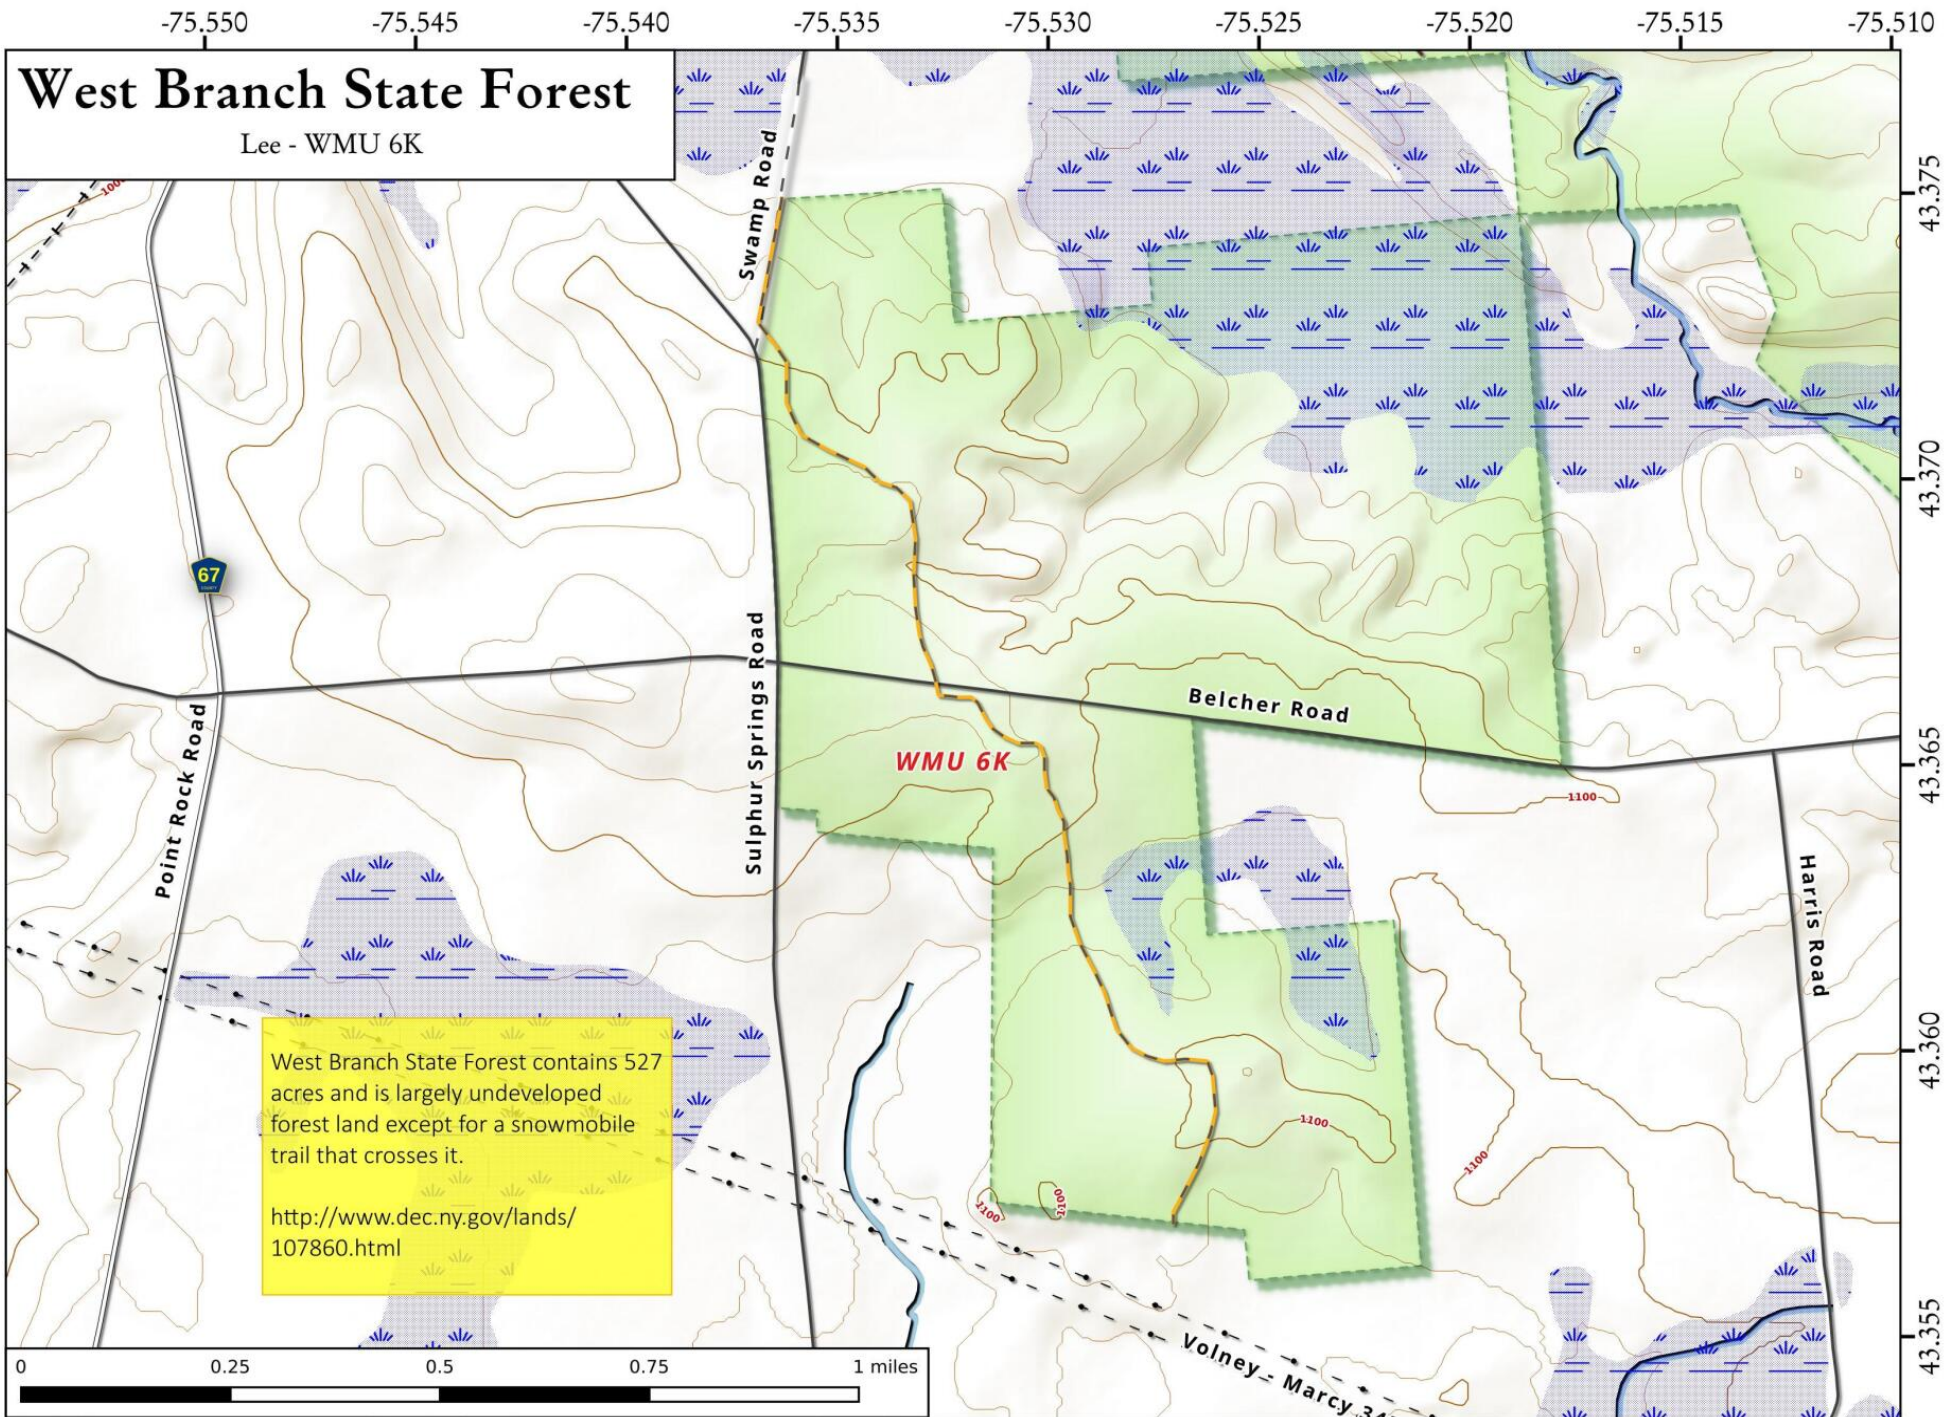 -75.550 -75.545 -75.540 -75.535 -75.530 -75.525 -75.520 -75.515 -75.510
West Branch State Forest
Lee - WMU 6K
1000
Swamp Road
43.375
43.370
67
COUNTY
Sulphur Springs Road
Belcher Road
Point Rock Road
WMU 6K
43.365
1100
Harris Road
43.360
West Branch State Forest contains 527
acres and is largely undeveloped
forest land except for a snowmobile
trail that crosses it.
http://www.dec.ny.gov/lands/
107860.html
1100
1100
1100
1100
43.355
Volney - Marcy
0 0.25 0.5 0.75 1 miles